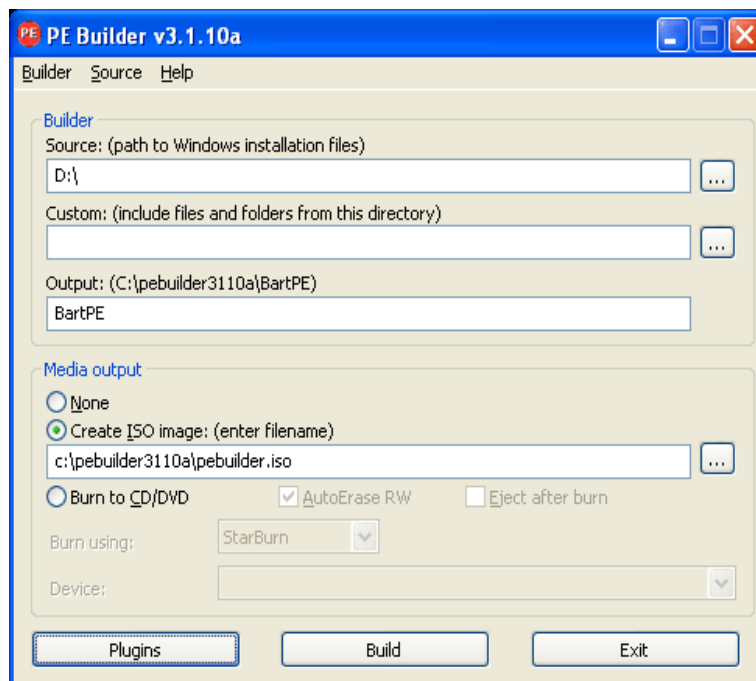 PE PE Builder v3.1.10a
Builder Source Help
Builder
Source: (path to Windows installation files)
D:\
...
Custom: (include files and folders from this directory)
...
Output: (C:\pebuilder3110a\BartPE)
BartPE
Media output
None
Create ISO image: (enter filename)
c:\pebuilder3110a\pebuilder.iso
...
Burn to CD/DVD AutoErase RW Eject after burn
Burn using: StarBurn
Device:
Plugins Build Exit